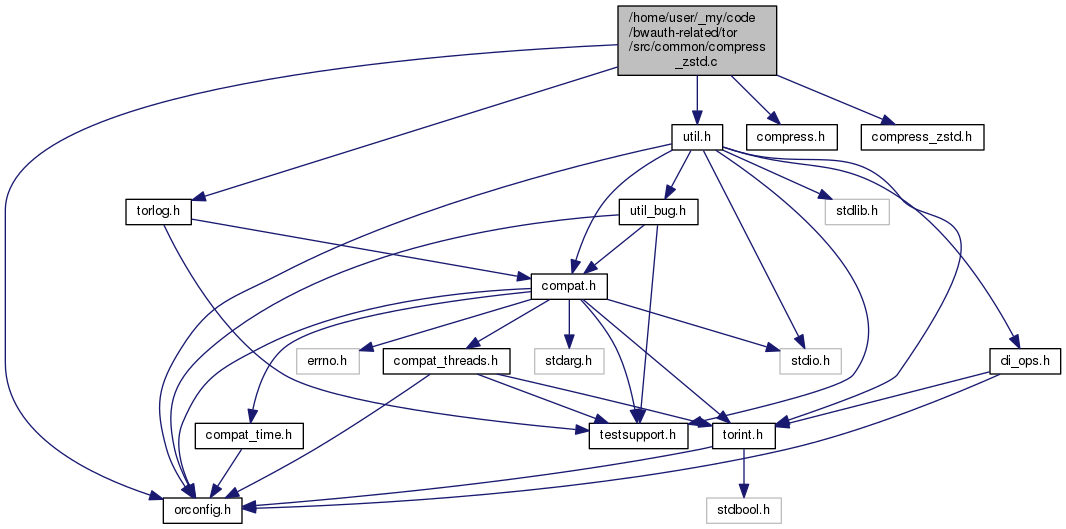 /home/user/_my/code
/bwauth-related/tor
/src/common/compress
_zstd.c
util.h
compress.h
compress_zstd.h
torlog.h
util_bug.h
stdlib.h
compat.h
errno.h
compat_threads.h
stdarg.h
stdio.h
di_ops.h
compat_time.h
testsupport.h
torint.h
orconfig.h
stdbool.h